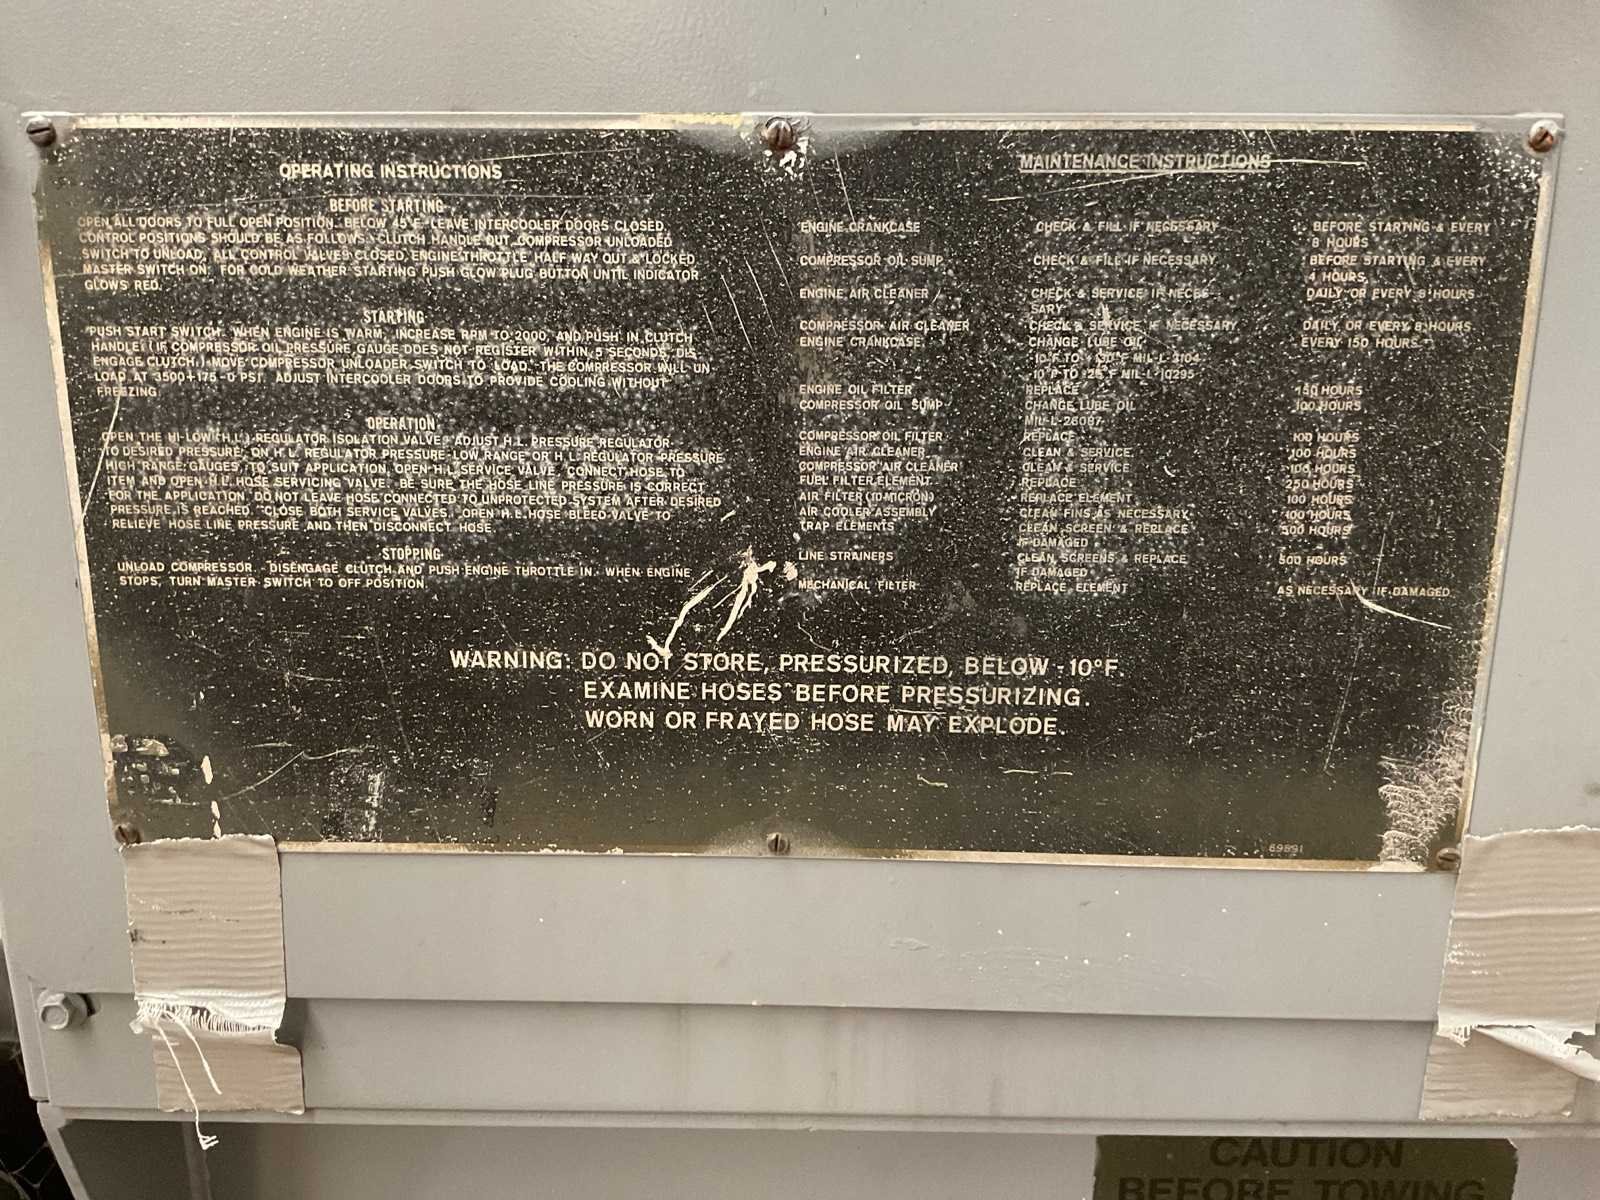 OPERATING INSTRUCTIONS
BEFORE STARTING
OPEN ALL DOORS TO FULL OPEN POSITION. BELOW 45°F. LEAVE INTERCOOLER DOORS CLOSED.
CONTROL POSITIONS SHOULD BE AS FOLLOWS: CLUTCH HANDLE OUT, COMPRESSOR UNLOADED
SWITCH TO UNLOAD, ALL CONTROL VALVES CLOSED, ENGINE THROTTLE HALF WAY OUT & LOCKED
MASTER SWITCH ON: FOR COLD WEATHER STARTING PUSH GLOW PLUG BUTTON UNTIL INDICATOR
GLOWS RED.
STARTING
PUSH START SWITCH. WHEN ENGINE IS WARM, INCREASE RPM TO 2000, AND PUSH IN CLUTCH
HANDLE. (IF COMPRESSOR OIL PRESSURE GAUGE DOES NOT REGISTER WITHIN 5 SECONDS, DIS
ENGAGE CLUTCH.) MOVE COMPRESSOR UNLOADER SWITCH TO LOAD. THE COMPRESSOR WILL UN
LOAD AT 3500+175-0 PSI. ADJUST INTERCOOLER DOORS TO PROVIDE COOLING WITHOUT
FREEZING.
OPERATION
OPEN THE HI-LOW (H.L.) REGULATOR ISOLATION VALVE. ADJUST H.L. PRESSURE REGULATOR
TO DESIRED PRESSURE, ON H.L. REGULATOR PRESSURE-LOW RANGE OR H.L. REGULATOR-PRESSURE
HIGH RANGE GAUGES, TO SUIT APPLICATION, OPEN H.L. SERVICE VALVE. CONNECT HOSE TO
ITEM AND OPEN H.L. HOSE SERVICING VALVE. BE SURE THE HOSE LINE PRESSURE IS CORRECT
FOR THE APPLICATION. DO NOT LEAVE HOSE CONNECTED TO UNPROTECTED SYSTEM AFTER DESIRED
PRESSURE IS REACHED. CLOSE BOTH SERVICE VALVES. OPEN H.L. HOSE BLEED VALVE TO
RELIEVE HOSE LINE PRESSURE AND THEN DISCONNECT HOSE.
STOPPING
UNLOAD COMPRESSOR. DISENGAGE CLUTCH AND PUSH ENGINE THROTTLE IN. WHEN ENGINE
STOPS, TURN MASTER SWITCH TO OFF POSITION.
MAINTENANCE INSTRUCTIONS
ENGINE CRANKCASE CHECK & FILL IF NECESSARY BEFORE STARTING & EVERY
8 HOURS
COMPRESSOR OIL SUMP CHECK & FILL IF NECESSARY BEFORE STARTING & EVERY
4 HOURS
ENGINE AIR CLEANER CHECK & SERVICE IF NECES- DAILY OR EVERY 8 HOURS
SARY
COMPRESSOR AIR CLEANER CHECK & SERVICE IF NECESSARY DAILY OR EVERY 8 HOURS
ENGINE CRANKCASE CHANGE LUBE OIL EVERY 150 HOURS
10°F TO +130°F MIL-L-2104
-10°F TO -25°F MIL-L-10295
ENGINE OIL FILTER REPLACE 150 HOURS
COMPRESSOR OIL SUMP CHANGE LUBE OIL 100 HOURS
MIL-L-26087
COMPRESSOR OIL FILTER REPLACE 100 HOURS
ENGINE AIR CLEANER CLEAN & SERVICE 100 HOURS
COMPRESSOR AIR CLEANER CLEAN & SERVICE 100 HOURS
FUEL FILTER ELEMENT REPLACE 250 HOURS
AIR FILTER (10-MICRON) REPLACE ELEMENT 100 HOURS
AIR COOLER ASSEMBLY CLEAN FINS AS NECESSARY 100 HOURS
TRAP ELEMENTS CLEAN SCREEN & REPLACE 500 HOURS
IF DAMAGED
LINE STRAINERS CLEAN SCREENS & REPLACE 500 HOURS
IF DAMAGED
MECHANICAL FILTER REPLACE ELEMENT AS NECESSARY IF DAMAGED
WARNING: DO NOT STORE, PRESSURIZED, BELOW -10°F.
EXAMINE HOSES BEFORE PRESSURIZING.
WORN OR FRAYED HOSE MAY EXPLODE.
69891
CAUTION
BEFORE TOWING